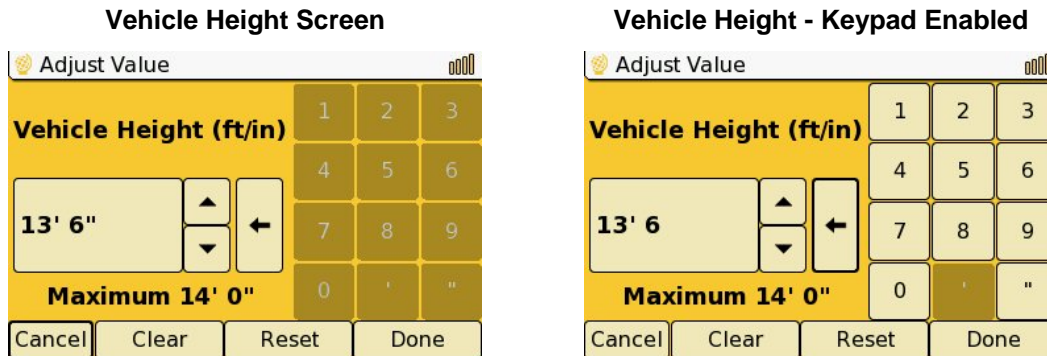 Vehicle Height Screen
Adjust Value
Vehicle Height (ft/in)
1 2 3
4 5 6
13' 6"
7 8 9
Maximum 14' 0"
0 ' "
Cancel Clear Reset Done
Vehicle Height - Keypad Enabled
Adjust Value
Vehicle Height (ft/in)
1 2 3
4 5 6
13' 6
7 8 9
Maximum 14' 0"
0 ' "
Cancel Clear Reset Done